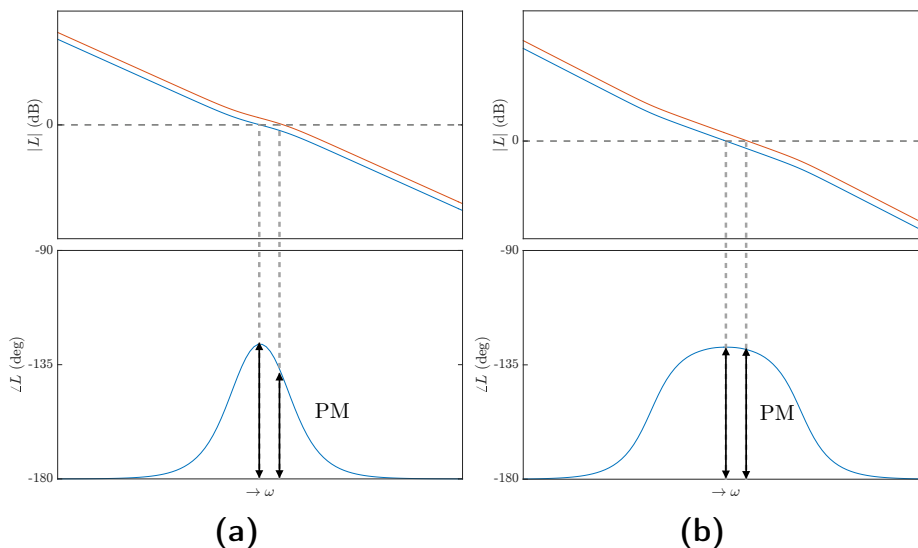 |L| (dB)
0
-90
-135
-180
∠L (deg)
PM
→ ω
(a)
|L| (dB)
0
-90
-135
-180
∠L (deg)
PM
→ ω
(b)